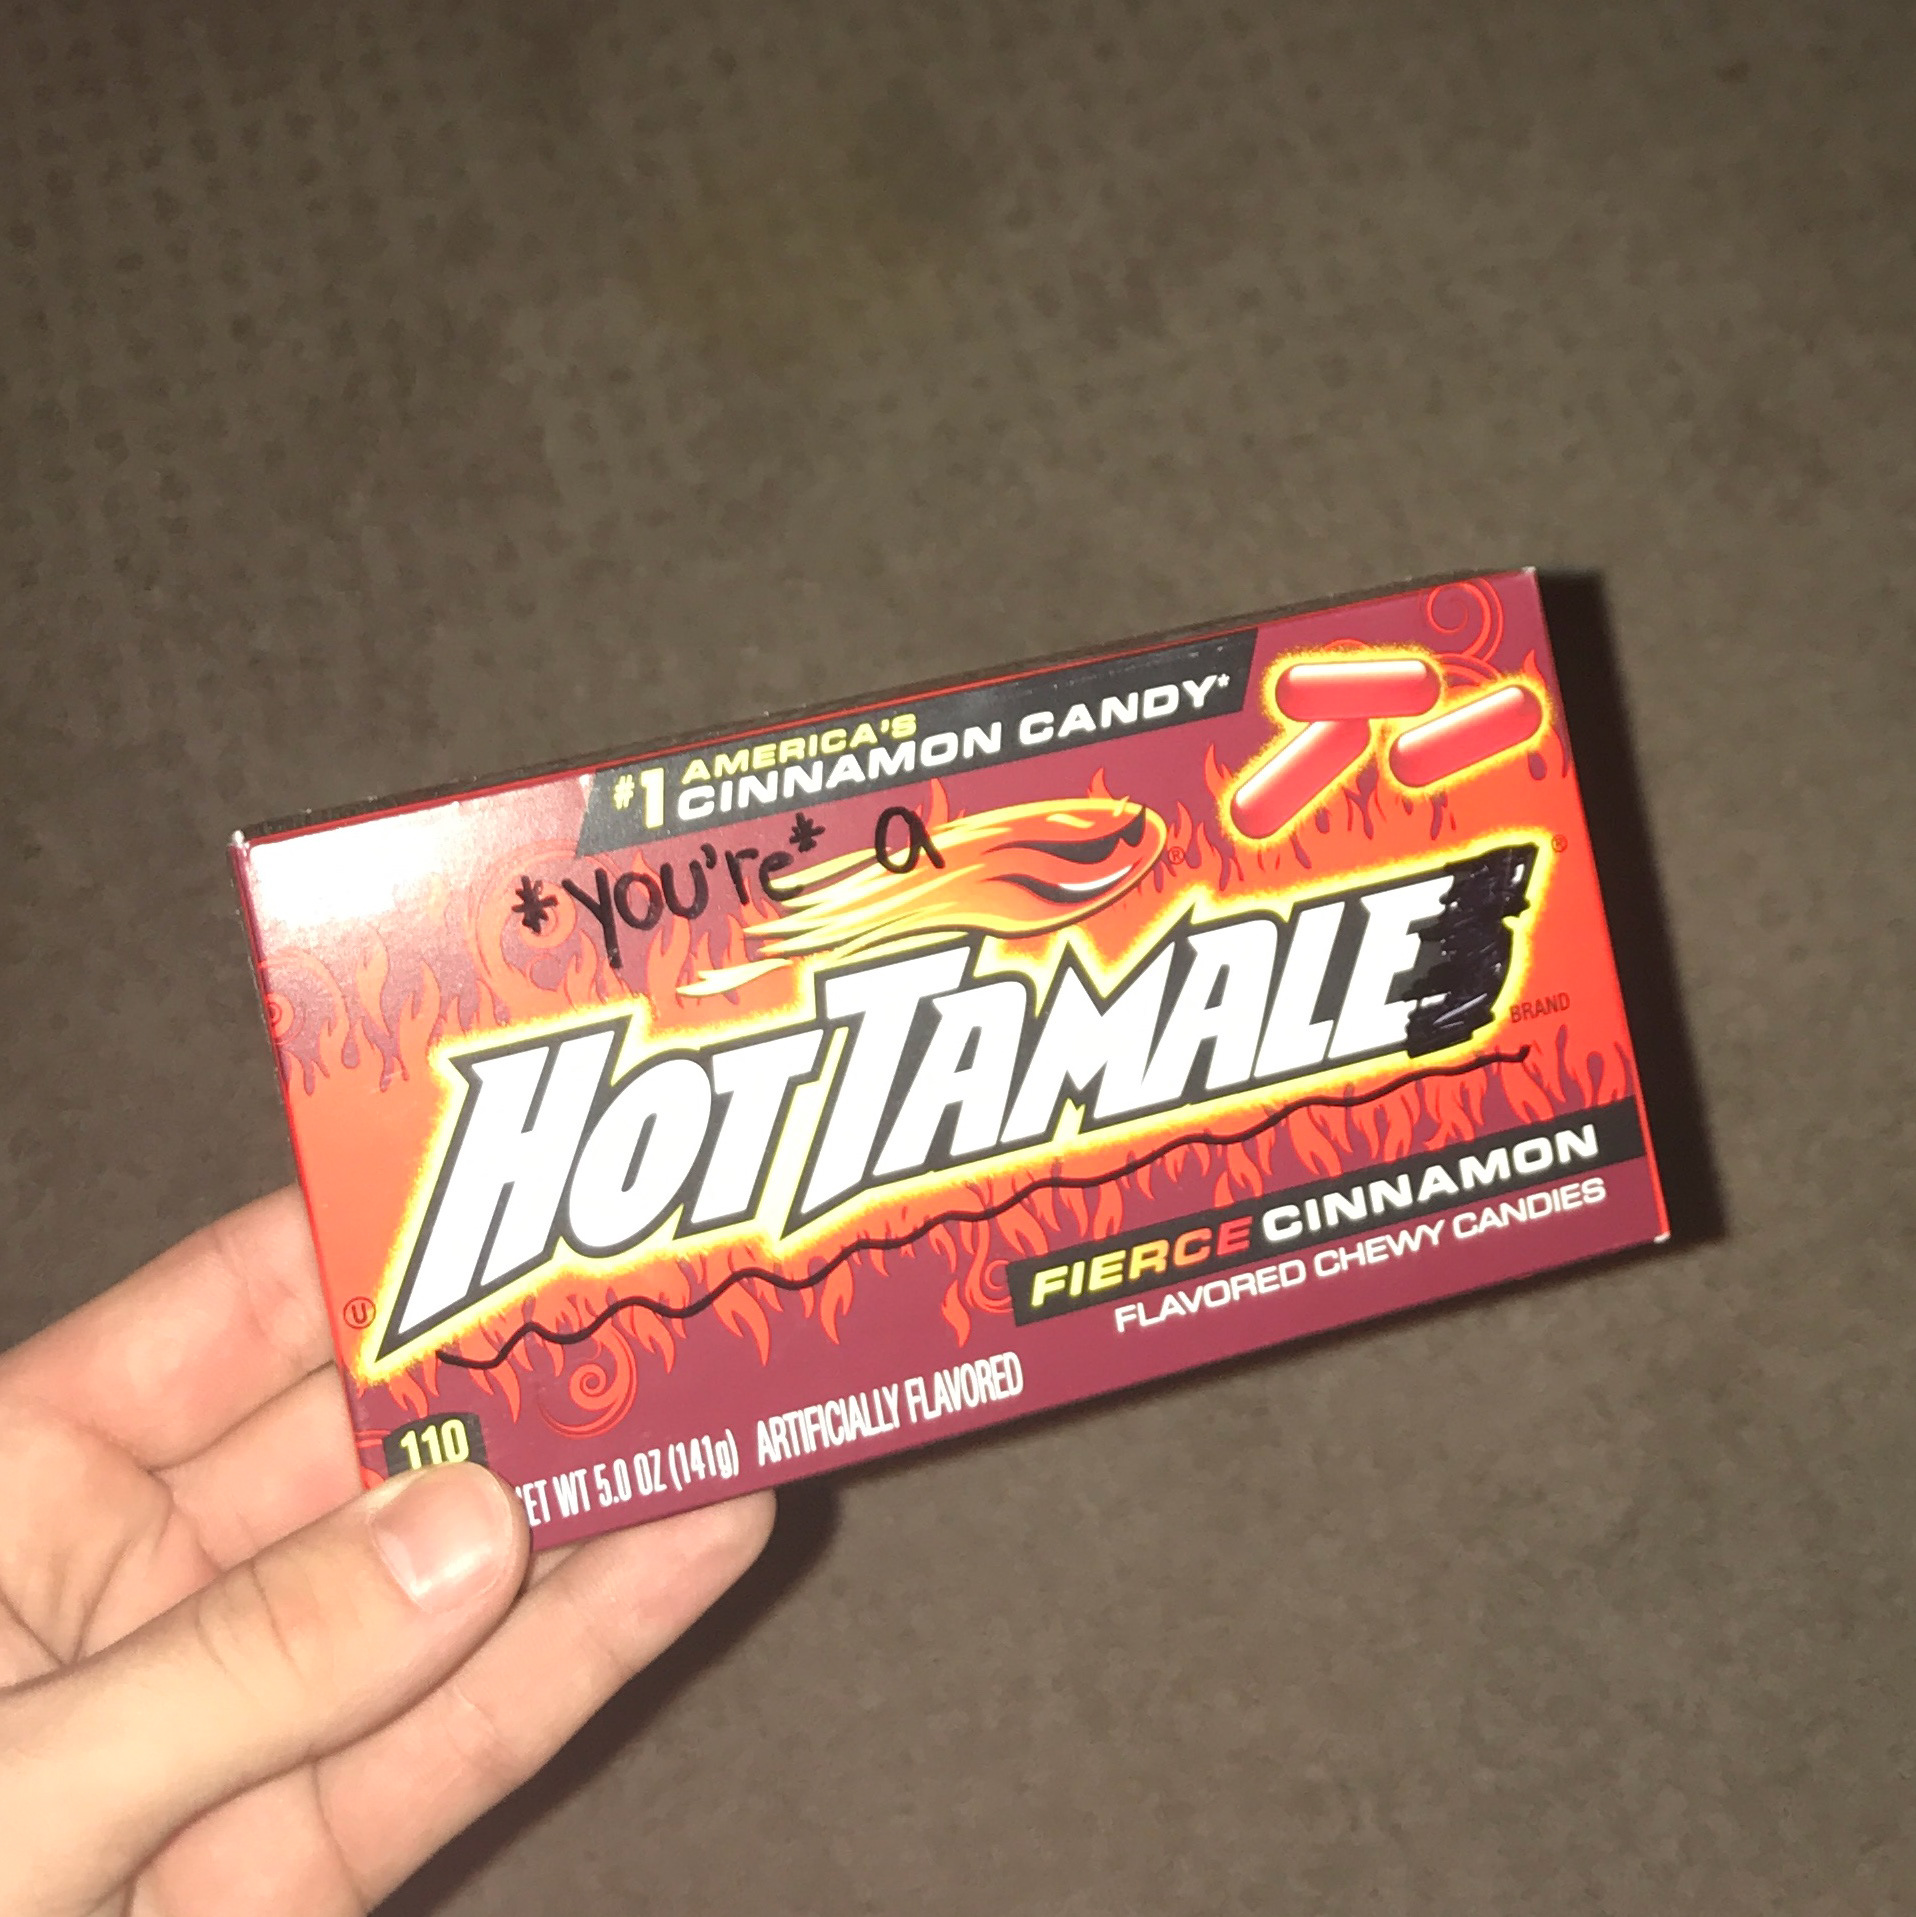 #1 AMERICA'S
CINNAMON CANDY*
*you're* a
®
HOT TAMALE ®
BRAND
FIERCE CINNAMON
FLAVORED CHEWY CANDIES
U
110
ET WT 5.0 OZ (141g) ARTIFICIALLY FLAVORED